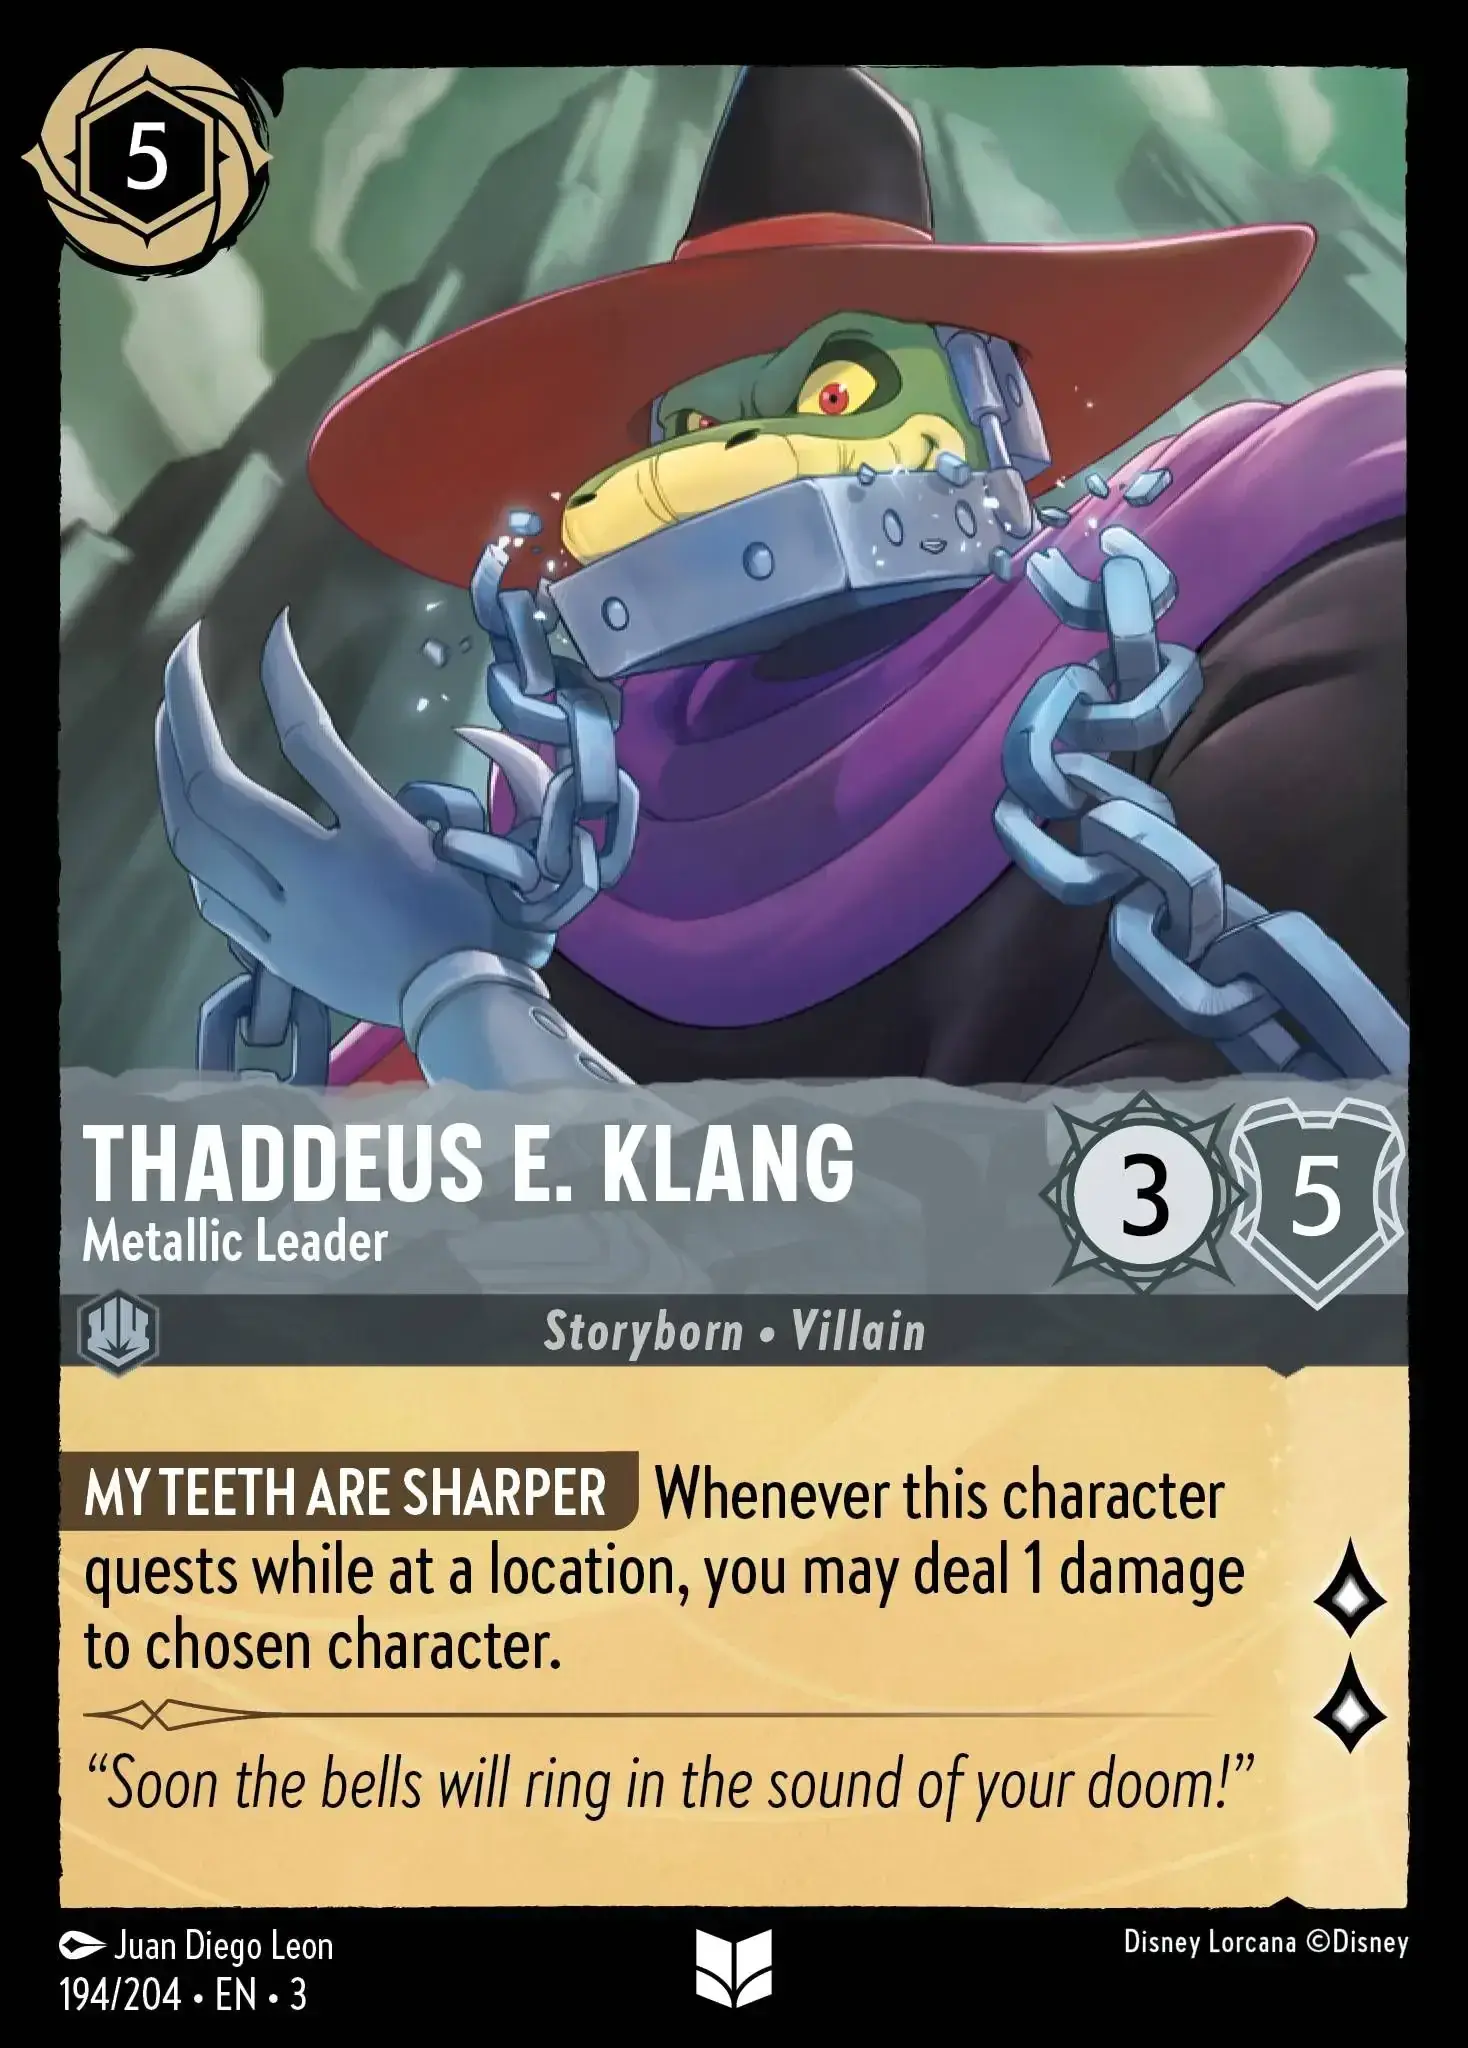 5
THADDEUS E. KLANG
Metallic Leader
3
5
Storyborn • Villain
MY TEETH ARE SHARPER Whenever this character
quests while at a location, you may deal 1 damage
to chosen character.
“Soon the bells will ring in the sound of your doom!”
Juan Diego Leon
194/204 • EN • 3
Disney Lorcana ©Disney